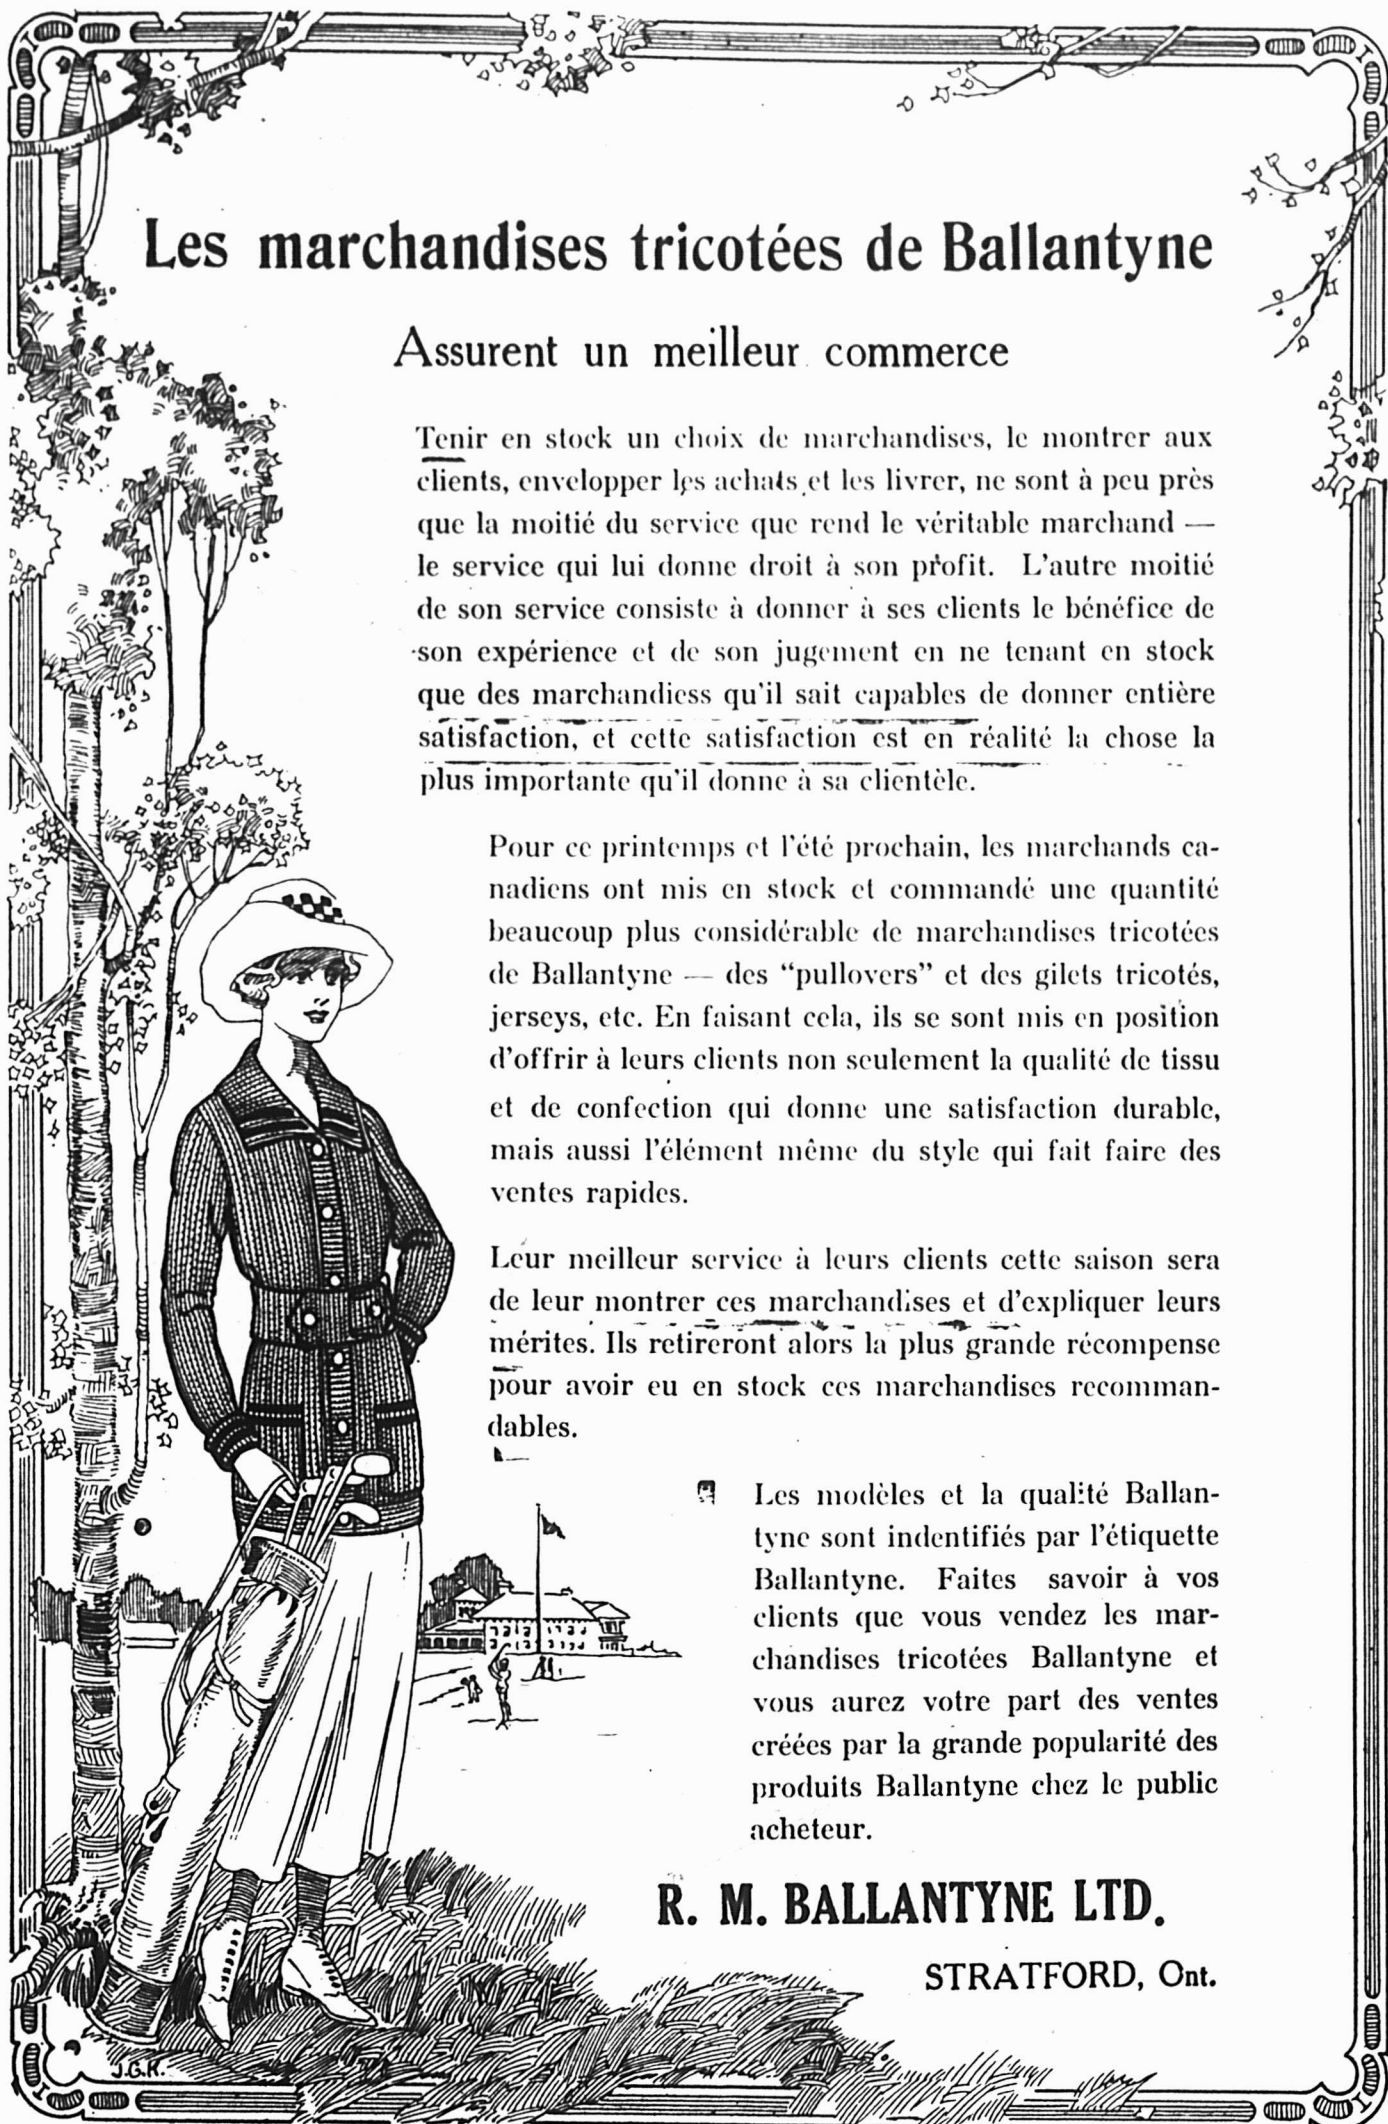 Les marchandises tricotées de Ballantyne
Assurent un meilleur commerce
Tenir en stock un choix de marchandises, le montrer aux
clients, envelopper les achats et les livrer, ne sont à peu près
que la moitié du service que rend le véritable marchand —
le service qui lui donne droit à son profit. L'autre moitié
de son service consiste à donner à ses clients le bénéfice de
son expérience et de son jugement en ne tenant en stock
que des marchandiess qu'il sait capables de donner entière
satisfaction, et cette satisfaction est en réalité la chose la
plus importante qu'il donne à sa clientèle.
Pour ce printemps et l'été prochain, les marchands ca-
nadiens ont mis en stock et commandé une quantité
beaucoup plus considérable de marchandises tricotées
de Ballantyne — des “pullovers” et des gilets tricotés,
jerseys, etc. En faisant cela, ils se sont mis en position
d'offrir à leurs clients non seulement la qualité de tissu
et de confection qui donne une satisfaction durable,
mais aussi l'élément même du style qui fait faire des
ventes rapides.
Leur meilleur service à leurs clients cette saison sera
de leur montrer ces marchandises et d'expliquer leurs
mérites. Ils retireront alors la plus grande récompense
pour avoir eu en stock ces marchandises recomman-
dables.
Les modèles et la qualité Ballan-
tyne sont indentifiés par l'étiquette
Ballantyne. Faites savoir à vos
clients que vous vendez les mar-
chandises tricotées Ballantyne et
vous aurez votre part des ventes
créées par la grande popularité des
produits Ballantyne chez le public
acheteur.
R. M. BALLANTYNE LTD.
STRATFORD, Ont.
J.G.K.